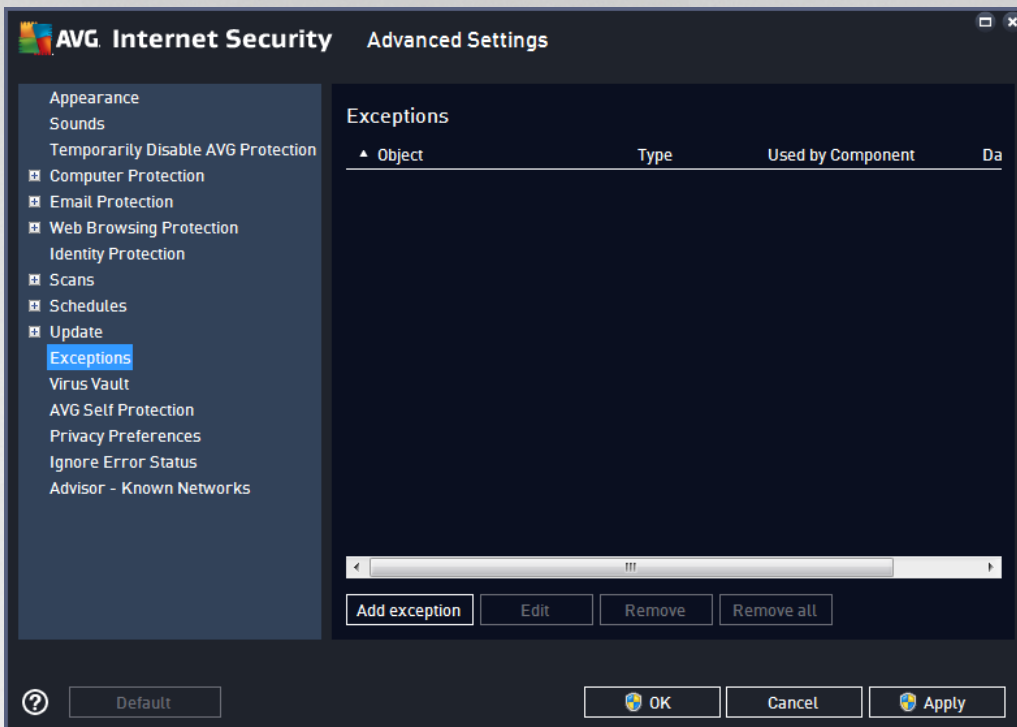 AVG. Internet Security Advanced Settings
Appearance
Sounds
Temporarily Disable AVG Protection
Computer Protection
Email Protection
Web Browsing Protection
Identity Protection
Scans
Schedules
Update
Exceptions
Virus Vault
AVG Self Protection
Privacy Preferences
Ignore Error Status
Advisor - Known Networks
Exceptions
Object Type Used by Component Da
Add exception Edit Remove Remove all
? Default OK Cancel Apply